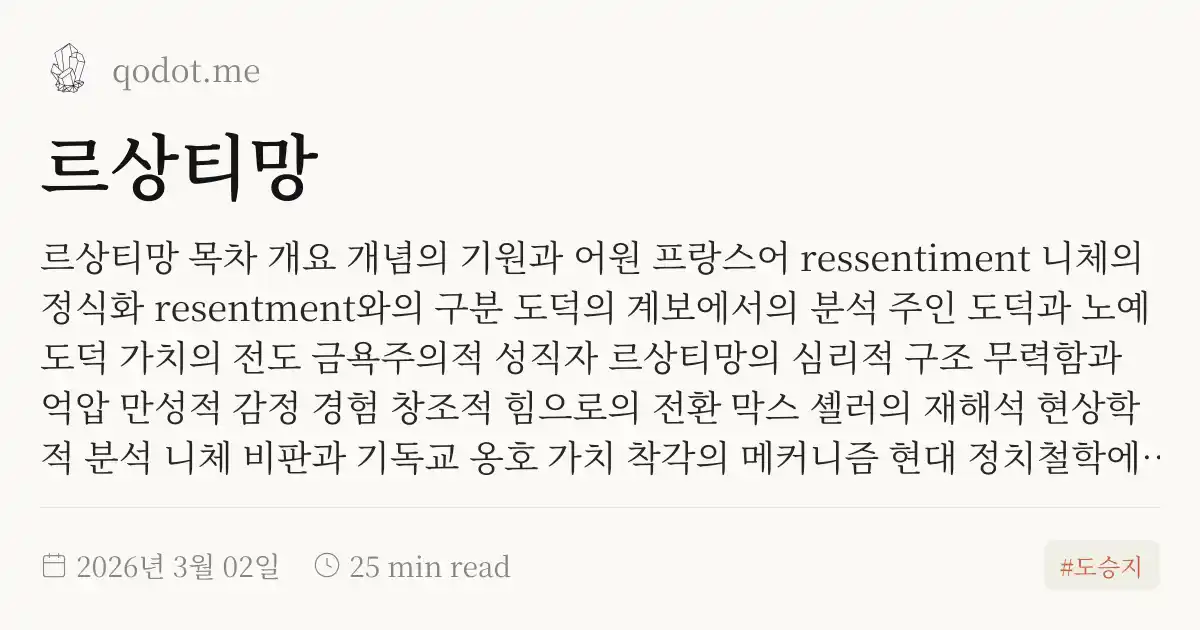 qodot.me
르상티망
르상티망 목차 개요 개념의 기원과 어원 프랑스어 ressentiment 니체의
정식화 resentment와의 구분 도덕의 계보에서의 분석 주인 도덕과 노예
도덕 가치의 전도 금욕주의적 성직자 르상티망의 심리적 구조 무력함과
억압 만성적 감정 경험 창조적 힘으로의 전환 막스 셸러의 재해석 현상학
적 분석 니체 비판과 기독교 옹호 가치 착각의 메커니즘 현대 정치철학에··
2026년 3월 02일 25 min read #도승지